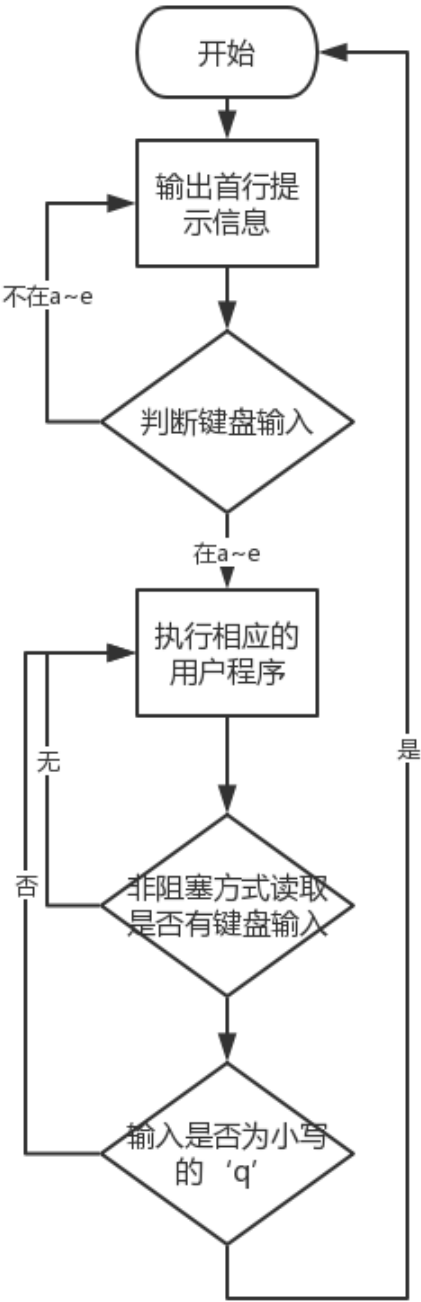 开始
输出首行提
示信息
不在a~e
判断键盘输入
在a~e
执行相应的
用户程序
无
是
否
非阻塞方式读取
是否有键盘输入
输入是否为小写
的‘q’